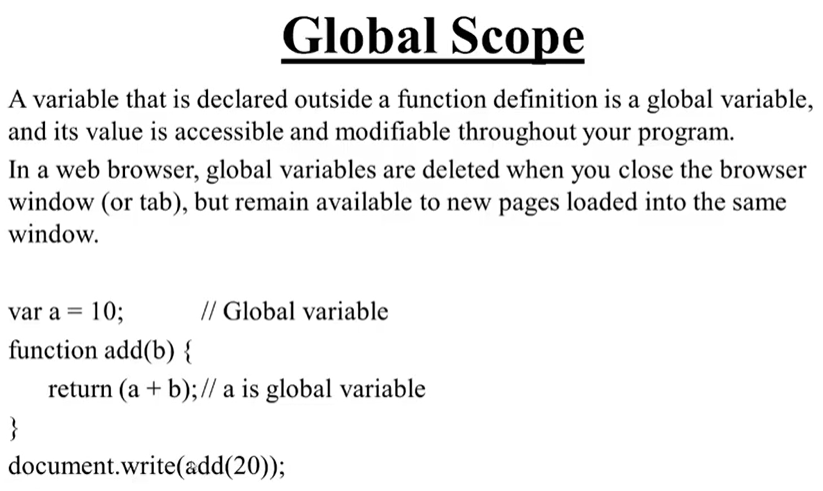 Global Scope
A variable that is declared outside a function definition is a global variable,
and its value is accessible and modifiable throughout your program.
In a web browser, global variables are deleted when you close the browser
window (or tab), but remain available to new pages loaded into the same
window.
var a = 10; // Global variable
function add(b) {
return (a + b);// a is global variable
}
document.write(add(20));